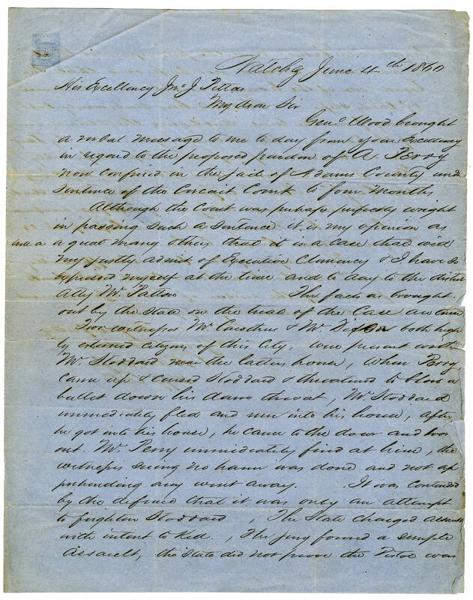 Natchez June 4th 1860
His Excellency Jno J Pettus
My dear Sir
Genl Wood brought
a verbal message to me to day from your Excellency
in regard to the proposed pardon of A. Perry
now confined in the jail of Adams County under
sentence of the Circuit Court to four months
Although the Court was perhaps perfectly right
in passing such a sentence it is my opinion as
well as a great many others that it is a case that will
very justly admit of Executive Clemency & I have so
expressed myself at the time and to day to the district
atty Mr. The facts as brought
out by the State on the trial of the case are these
Two witnesses Mr & Mr both highly
esteemed citizens of this City, were present with
Mr Stoddard near the latters house, when Perry
came up & cursed Stoddard & threatened to blow a
bullet down his damn throat, Mr Stoddard
immediately fled and run into his house, after
he got into his house, he came to the door and looked
out. Mr. Perry immediately fired at him, the
witnesses seeing no harm was done and not ap
prehending any went away. It was contended
by the defence that it was only an attempt
to frighten Stoddard, The State charged assault
with intent to kill, The jury found a simple
assault, the State did not prove the Pistol was